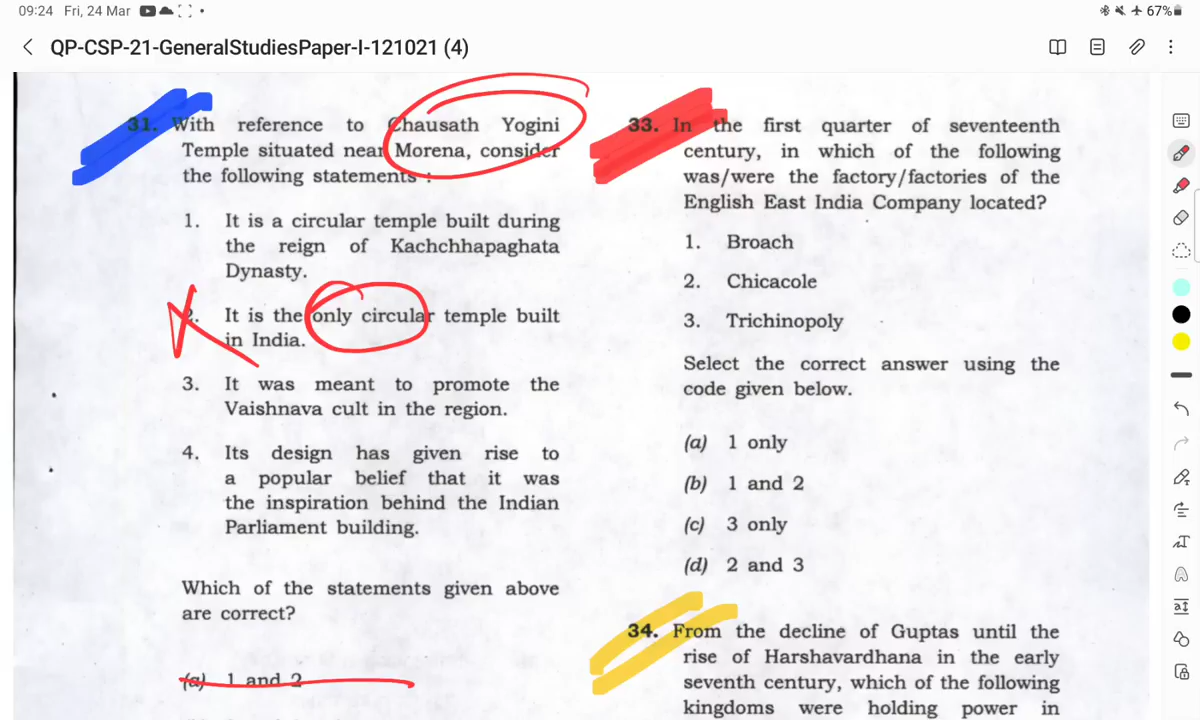 09:24 Fri, 24 Mar
67%
QP-CSP-21-GeneralStudiesPaper-I-121021 (4)
31. With reference to Chausath Yogini
Temple situated near Morena, consider
the following statements :
1. It is a circular temple built during
the reign of Kachchhapaghata
Dynasty.
2. It is the only circular temple built
in India.
3. It was meant to promote the
Vaishnava cult in the region.
4. Its design has given rise to
a popular belief that it was
the inspiration behind the Indian
Parliament building.
Which of the statements given above
are correct?
(a) 1 and 2
33. In the first quarter of seventeenth
century, in which of the following
was/were the factory/factories of the
English East India Company located?
1. Broach
2. Chicacole
3. Trichinopoly
Select the correct answer using the
code given below.
(a) 1 only
(b) 1 and 2
(c) 3 only
(d) 2 and 3
34. From the decline of Guptas until the
rise of Harshavardhana in the early
seventh century, which of the following
kingdoms were holding power in